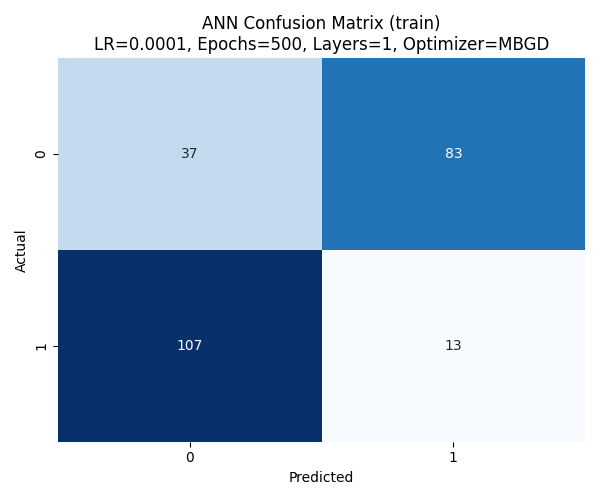 ANN Confusion Matrix (train)
LR=0.0001, Epochs=500, Layers=1, Optimizer=MBGD
0
37
83
Actual
1
107
13
0
1
Predicted